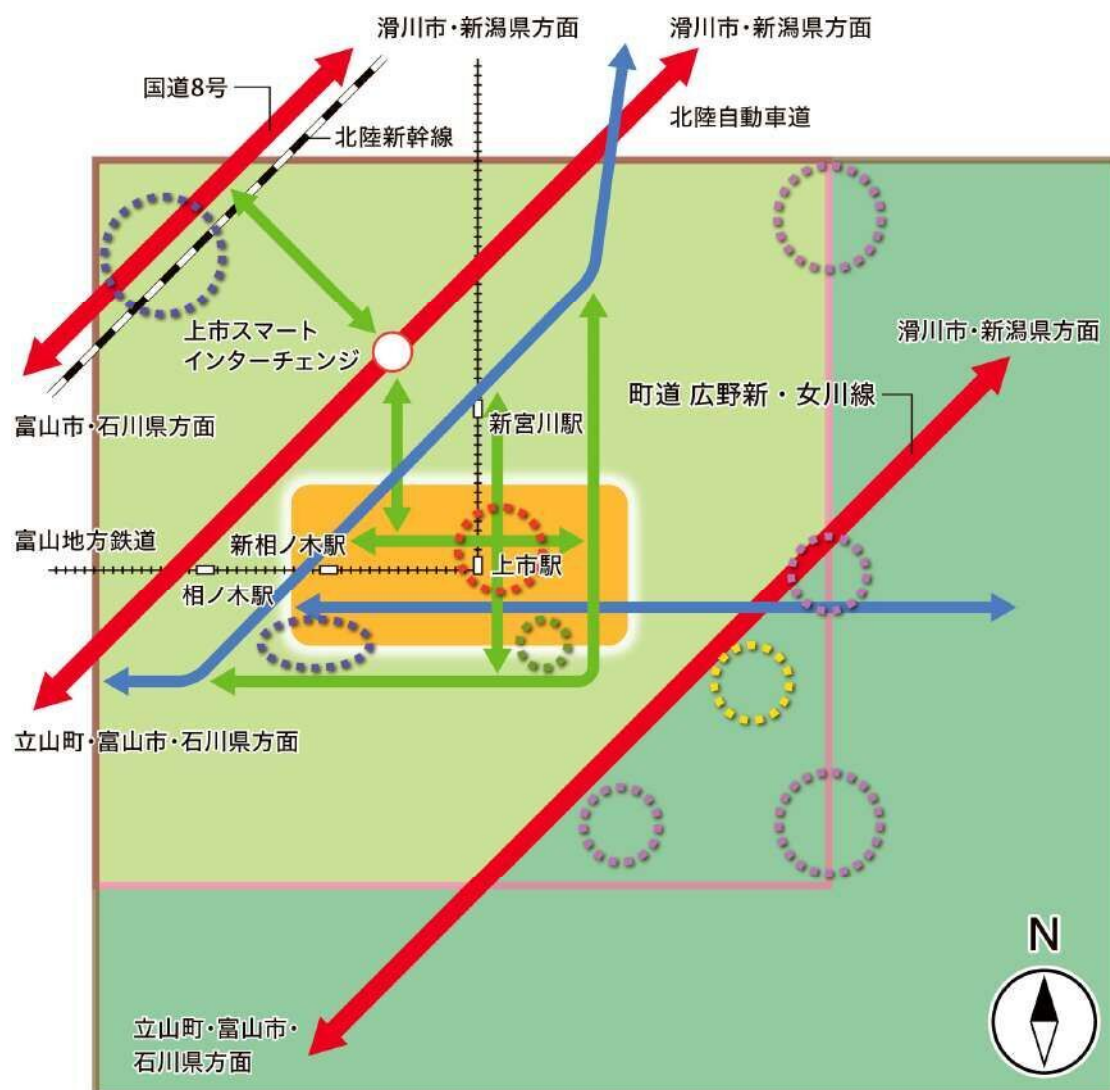 滑川市・新潟県方面
滑川市・新潟県方面
国道8号
北陸自動車道
北陸新幹線
滑川市・新潟県方面
上市スマート
インターチェンジ
町道 広野新・女川線
富山市・石川県方面
新宮川駅
富山地方鉄道
新相ノ木駅
上市駅
相ノ木駅
立山町・富山市・石川県方面
N
立山町・富山市・
石川県方面